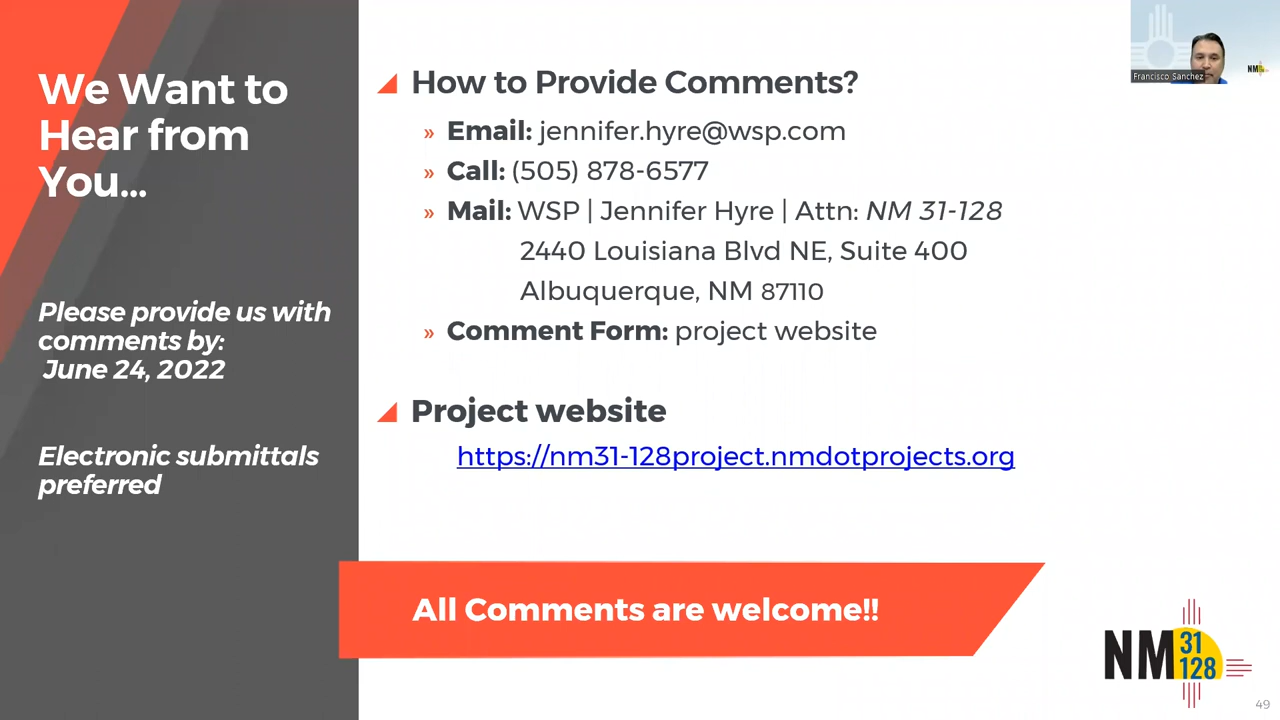 We Want to
Hear from
You...
Please provide us with
comments by:
June 24, 2022
Electronic submittals
preferred
How to Provide Comments?
» Email: jennifer.hyre@wsp.com
» Call: (505) 878-6577
» Mail: WSP | Jennifer Hyre | Attn: NM 31-128
2440 Louisiana Blvd NE, Suite 400
Albuquerque, NM 87110
» Comment Form: project website
Project website
https://nm31-128project.nmdotprojects.org
All Comments are welcome!!
Francisco Sanchez
NM
NM 31
128
49